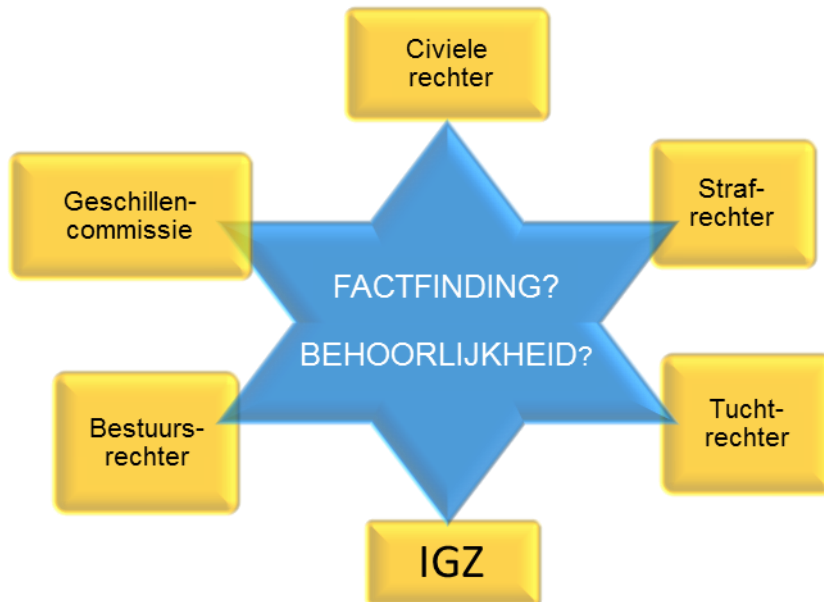 Civiele
rechter
Geschillen-
commissie
Straf-
rechter
FACTFINDING?
BEHOORLIJKHEID?
Bestuurs-
rechter
Tucht-
rechter
IGZ